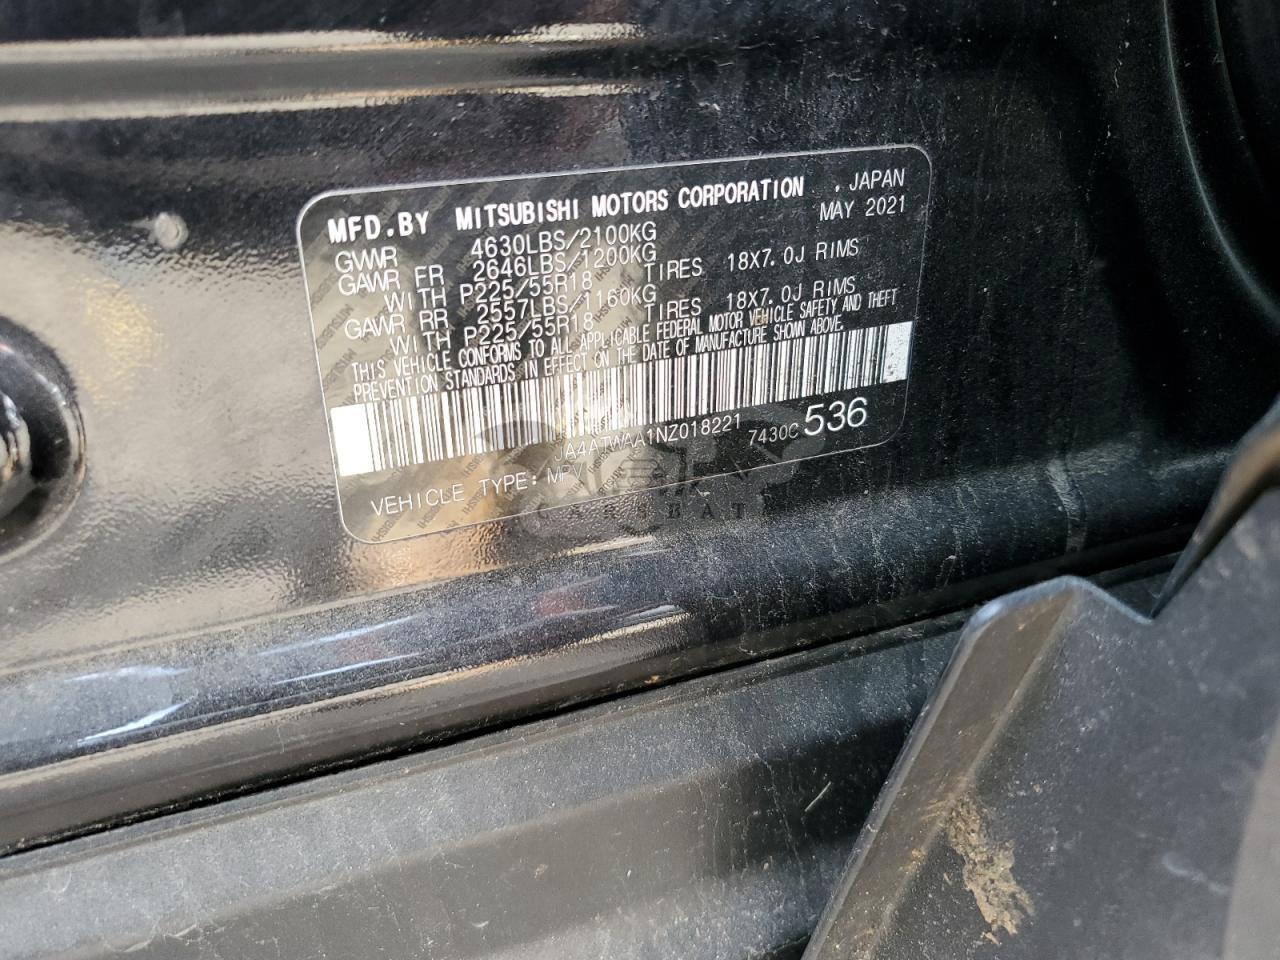 MFD.BY MITSUBISHI MOTORS CORPORATION , JAPAN
MAY 2021
GVWR 4630LBS/2100KG
GAWR FR 2646LBS/1200KG
WITH P225/55R18 TIRES 18X7.0J RIMS
GAWR RR 2557LBS/1160KG
WITH P225/55R18 TIRES 18X7.0J RIMS
THIS VEHICLE CONFORMS TO ALL APPLICABLE FEDERAL MOTOR VEHICLE SAFETY AND THEFT
PREVENTION STANDARDS IN EFFECT ON THE DATE OF MANUFACTURE SHOWN ABOVE.
JA4ATWAA1NZ018221 7430C 536
VEHICLE TYPE: MPV